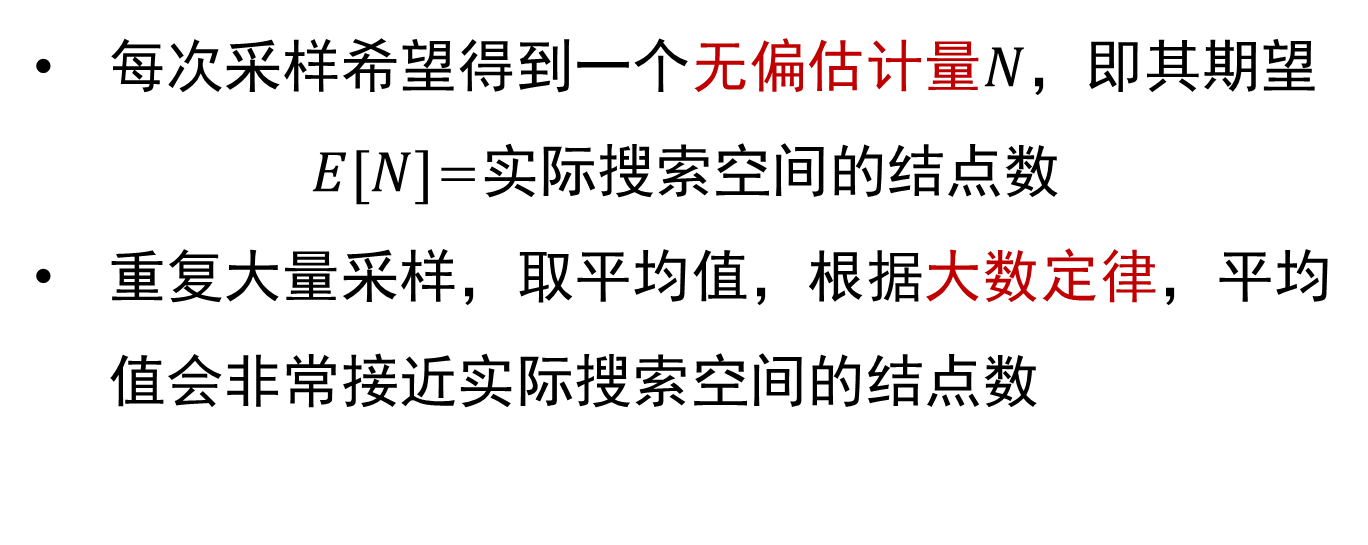 • 每次采样希望得到一个无偏估计量N，即其期望
E[N]=实际搜索空间的结点数
• 重复大量采样，取平均值，根据大数定律，平均
值会非常接近实际搜索空间的结点数